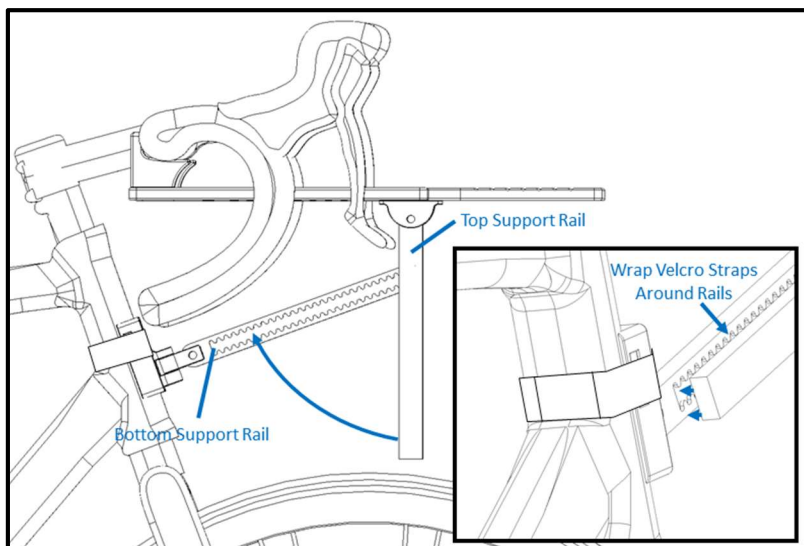 Top Support Rail
Wrap Velcro Straps
Around Rails
Bottom Support Rail